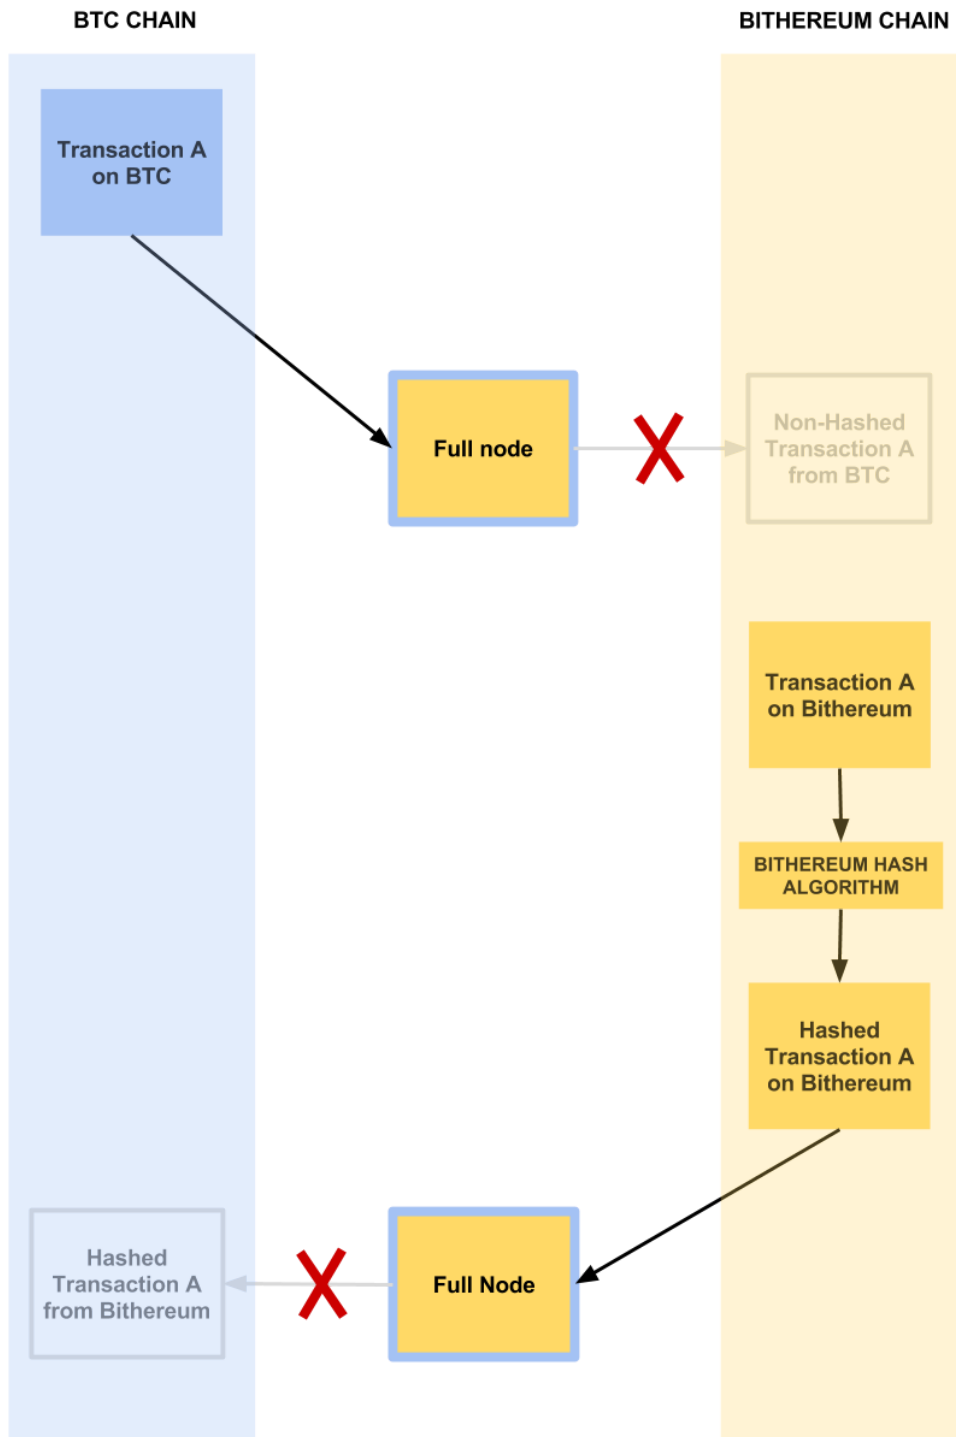 BTC CHAIN
BITHEREUM CHAIN
Transaction A
on BTC
Full node
Non-Hashed
Transaction A
from BTC
Transaction A
on Bithereum
BITHEREUM HASH
ALGORITHM
Hashed
Transaction A
on Bithereum
Hashed
Transaction A
from Bithereum
Full Node